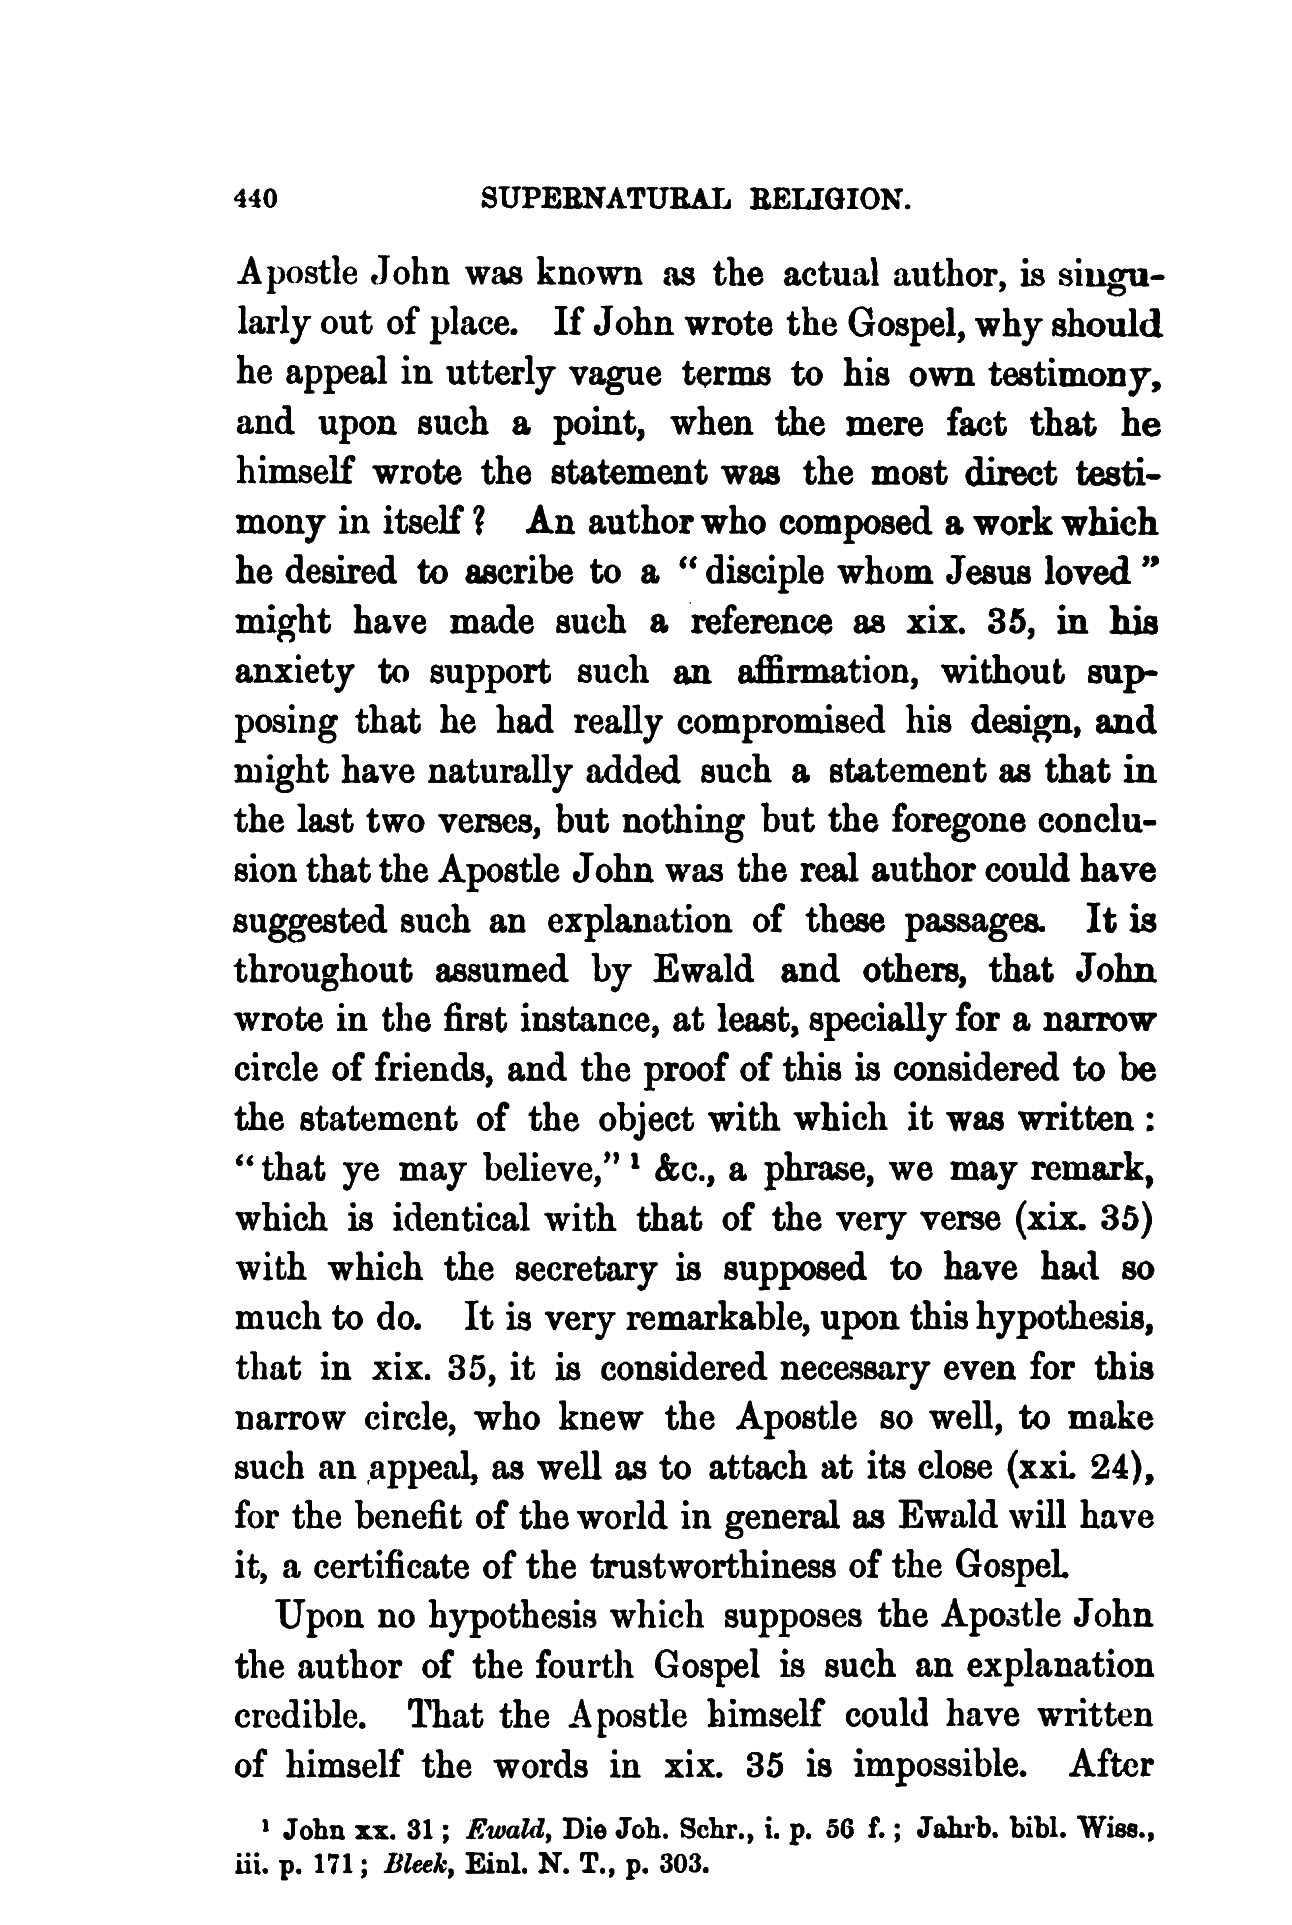 440 SUPERNATURAL RELIGION.
Apostle John was known as the actual author, is singu-
larly out of place. If John wrote the Gospel, why should
he appeal in utterly vague terms to his own testimony,
and upon such a point, when the mere fact that he
himself wrote the statement was the most direct testi-
mony in itself? An author who composed a work which
he desired to ascribe to a “disciple whom Jesus loved”
might have made such a reference as xix. 35, in his
anxiety to support such an affirmation, without sup-
posing that he had really compromised his design, and
might have naturally added such a statement as that in
the last two verses, but nothing but the foregone conclu-
sion that the Apostle John was the real author could have
suggested such an explanation of these passages. It is
throughout assumed by Ewald and others, that John
wrote in the first instance, at least, specially for a narrow
circle of friends, and the proof of this is considered to be
the statement of the object with which it was written :
“that ye may believe,” ¹ &c., a phrase, we may remark,
which is identical with that of the very verse (xix. 35)
with which the secretary is supposed to have had so
much to do. It is very remarkable, upon this hypothesis,
that in xix. 35, it is considered necessary even for this
narrow circle, who knew the Apostle so well, to make
such an appeal, as well as to attach at its close (xxi. 24),
for the benefit of the world in general as Ewald will have
it, a certificate of the trustworthiness of the Gospel.
Upon no hypothesis which supposes the Apostle John
the author of the fourth Gospel is such an explanation
credible. That the Apostle himself could have written
of himself the words in xix. 35 is impossible. After
¹ John xx. 31 ; Ewald, Die Joh. Schr., i. p. 56 f. ; Jahrb. bibl. Wiss.,
iii. p. 171 ; Bleek, Einl. N. T., p. 303.